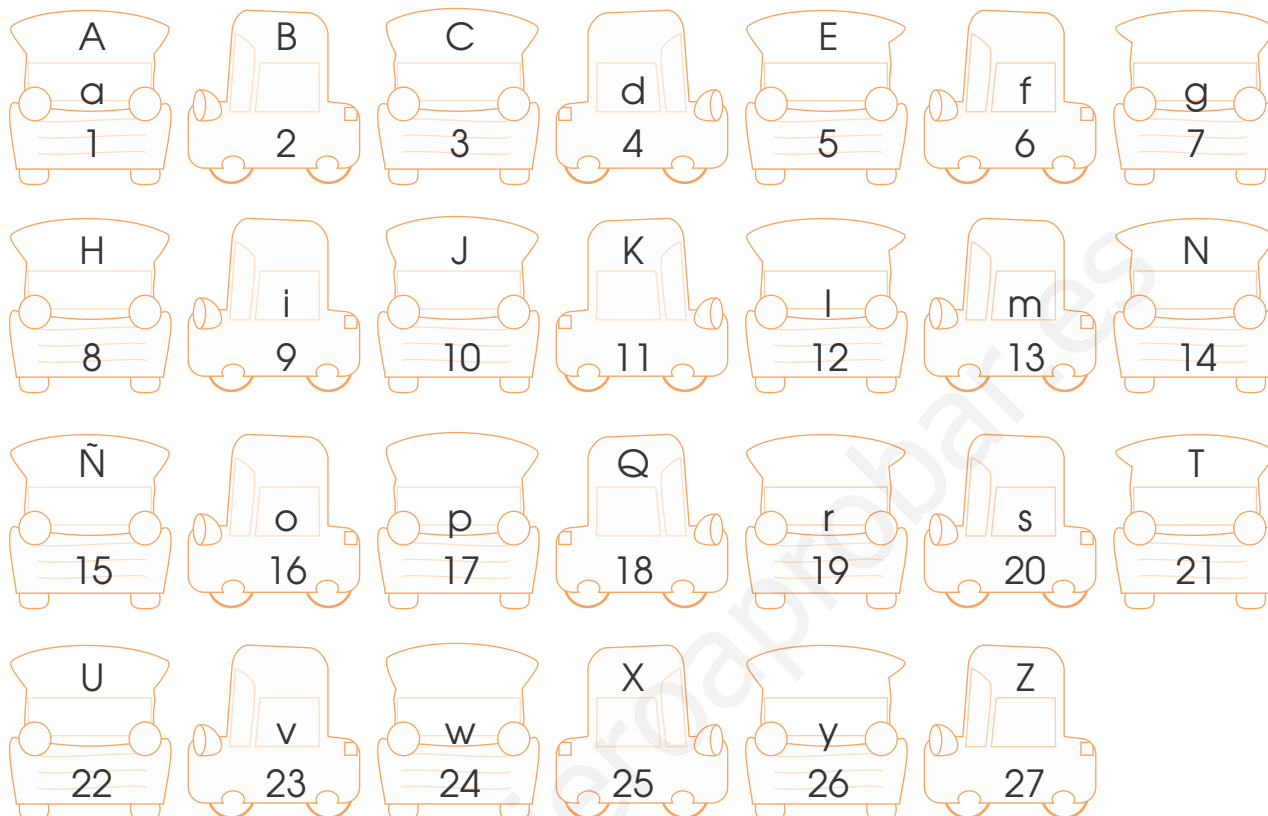 A B C E
a d f g
1 2 3 4 5 6 7
H J K N
i l m
8 9 10 11 12 13 14
Ñ Q T
o p r s
15 16 17 18 19 20 21
U X Z
v w y
22 23 24 25 26 27